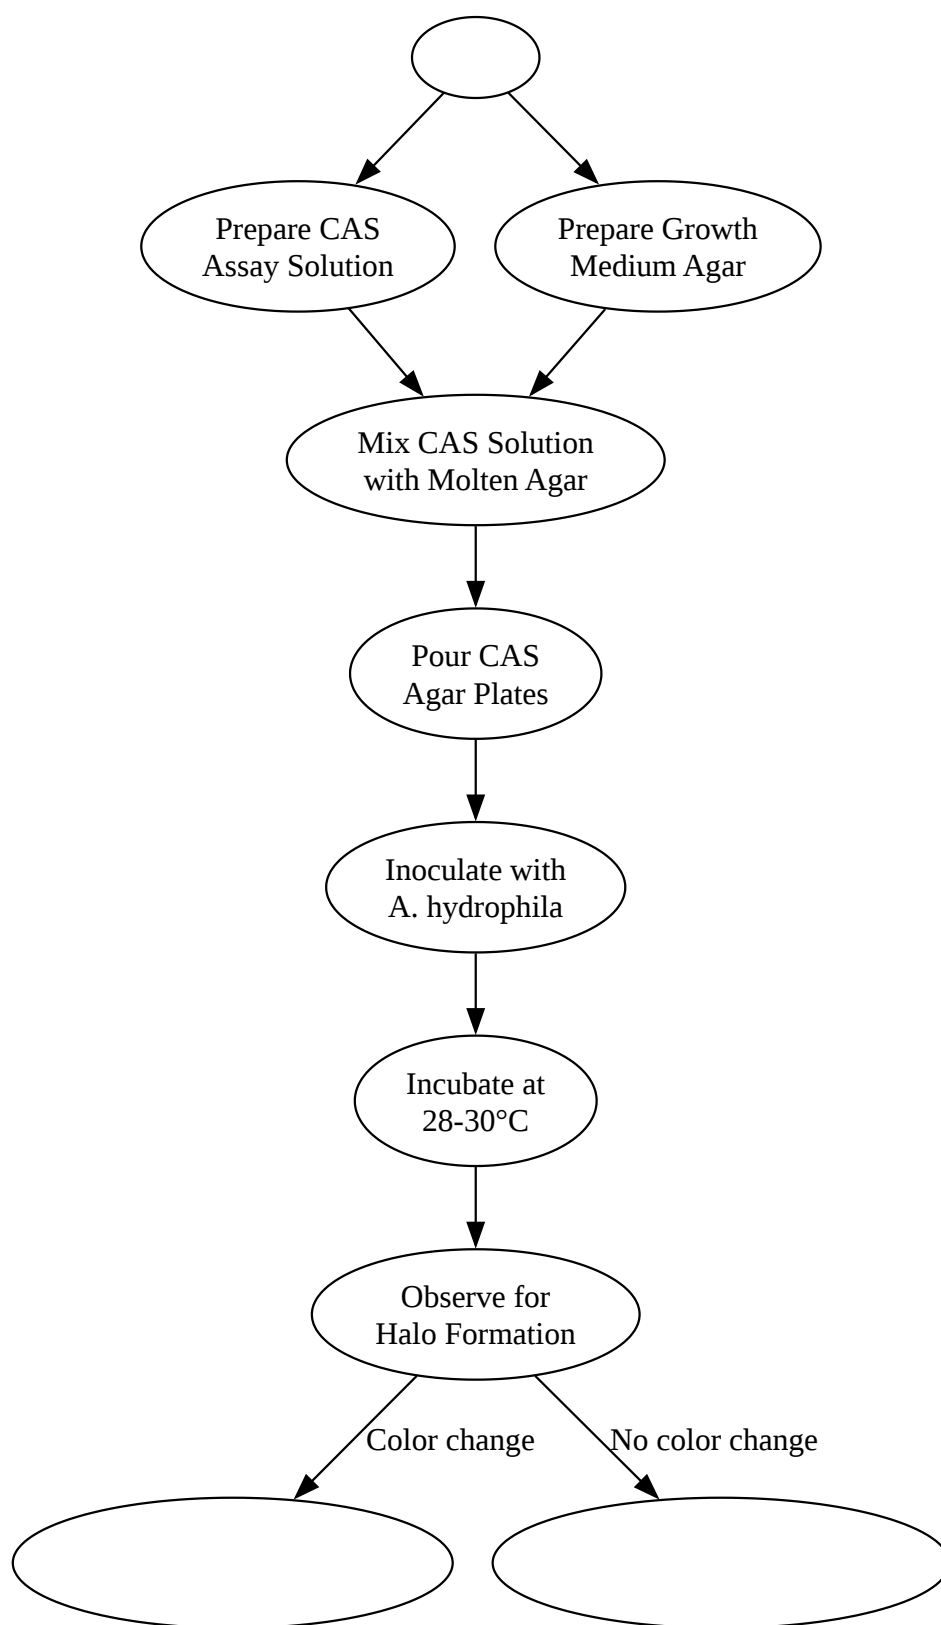 Prepare CAS
Assay Solution
Prepare Growth
Medium Agar
Mix CAS Solution
with Molten Agar
Pour CAS
Agar Plates
Inoculate with
A. hydrophila
Incubate at
28-30°C
Observe for
Halo Formation
Color change
No color change